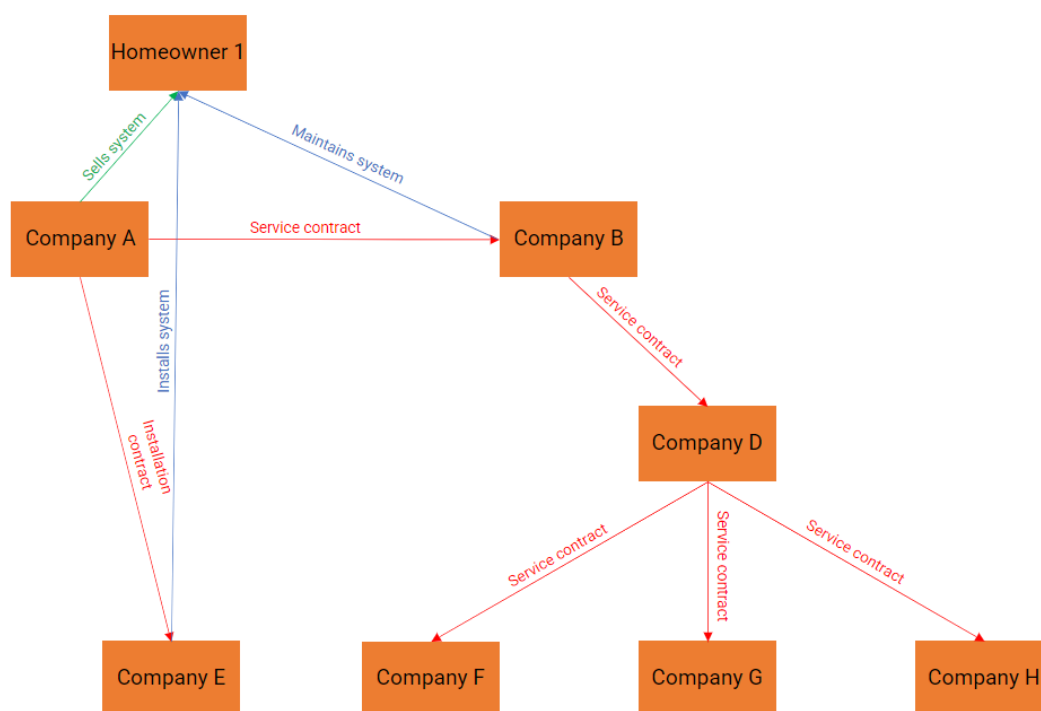 Homeowner 1
Sells system
Maintains system
Company A
Service contract
Company B
Installs system
Service contract
Installation
contract
Company D
Service contract
Service contract
Service contract
Company E
Company F
Company G
Company H